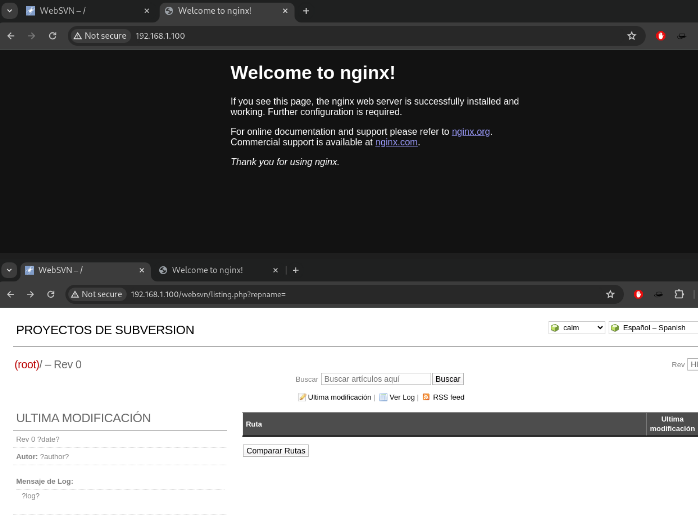 WebSVN – /
Welcome to nginx!
Not secure
192.168.1.100
Welcome to nginx!
If you see this page, the nginx web server is successfully installed and
working. Further configuration is required.
For online documentation and support please refer to nginx.org.
Commercial support is available at nginx.com.
Thank you for using nginx.
WebSVN – /
Welcome to nginx!
Not secure
192.168.1.100/websvn/listing.php?repname=
PROYECTOS DE SUBVERSION
calm
Español – Spanish
(root)/ – Rev 0
Rev
Buscar
Buscar artículos aquí
Buscar
Ultima modificación | Ver Log | RSS feed
ULTIMA MODIFICACIÓN
Rev 0 ?date?
Autor: ?author?
Mensaje de Log:
?log?
Ruta
Ultima
modificación
Comparar Rutas